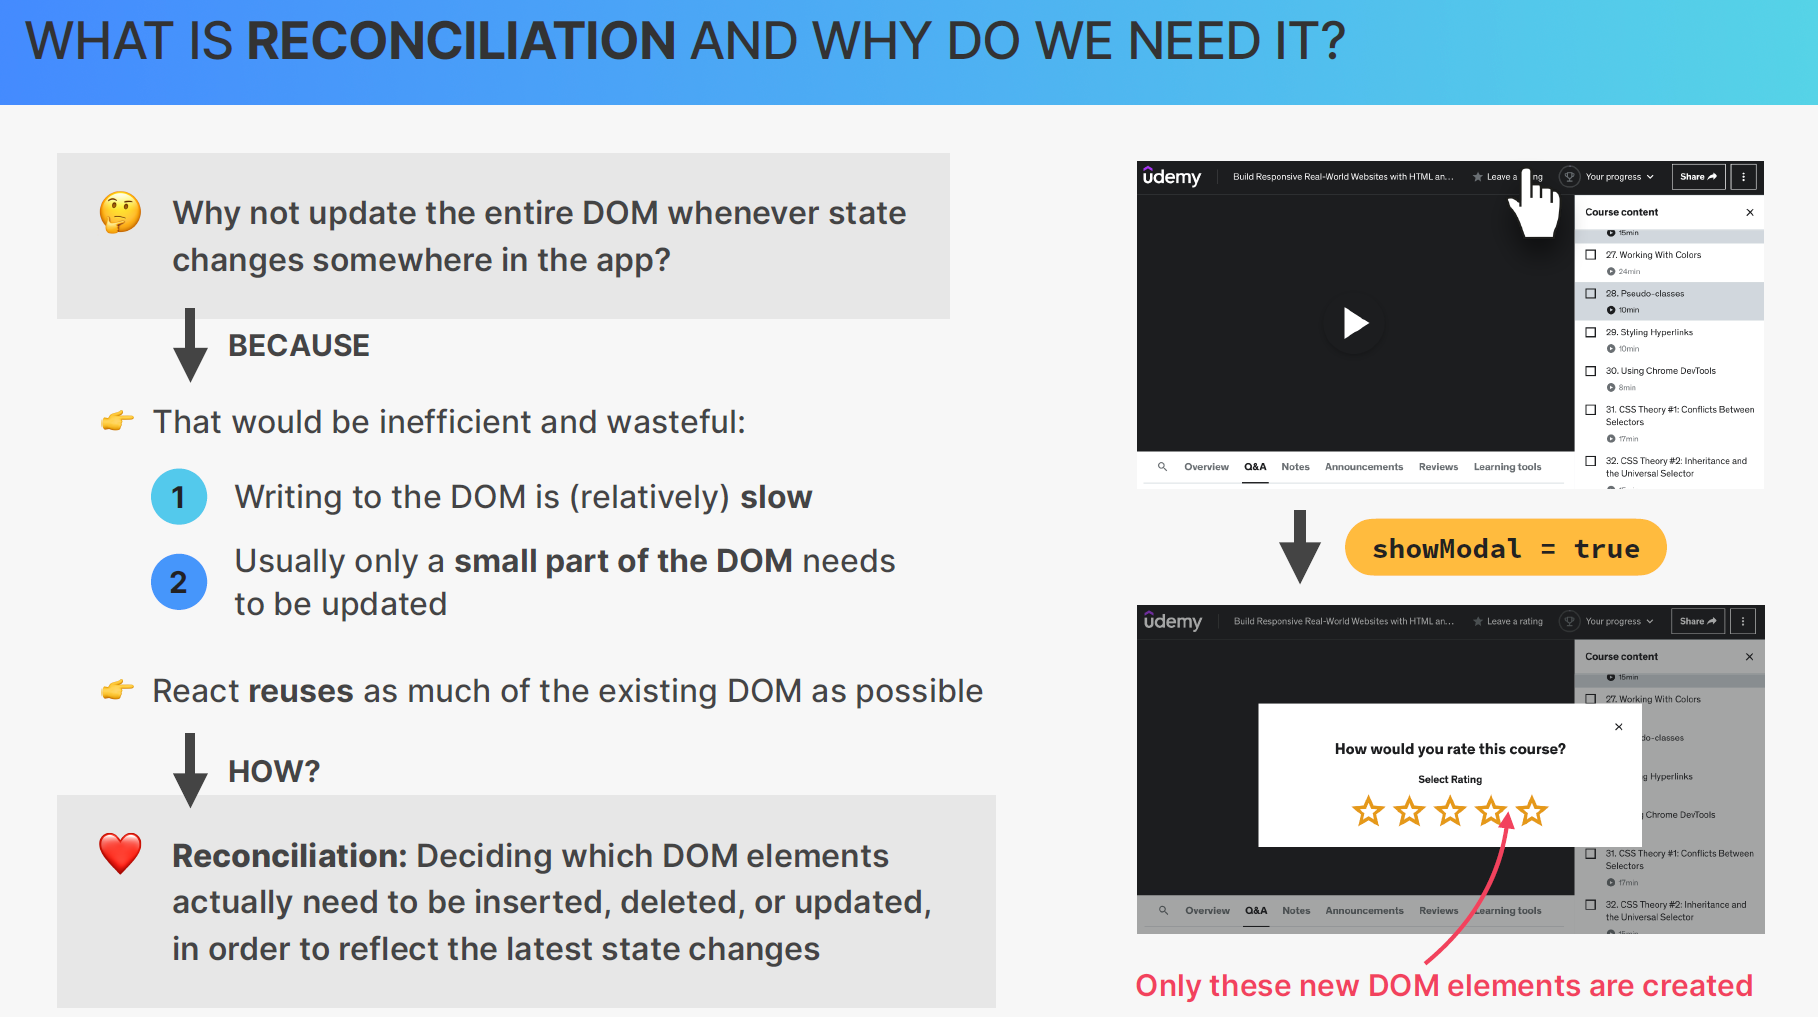 WHAT IS RECONCILIATION AND WHY DO WE NEED IT?
Why not update the entire DOM whenever state
changes somewhere in the app?
BECAUSE
That would be inefficient and wasteful:
1 Writing to the DOM is (relatively) slow
2 Usually only a small part of the DOM needs
to be updated
React reuses as much of the existing DOM as possible
HOW?
Reconciliation: Deciding which DOM elements
actually need to be inserted, deleted, or updated,
in order to reflect the latest state changes
udemy Build Responsive Real-World Websites with HTML an... Leave a ng Your progress Share
Course content
15min
27. Working With Colors
24min
28. Pseudo-classes
10min
29. Styling Hyperlinks
10min
30. Using Chrome DevTools
8min
31. CSS Theory #1: Conflicts Between
Selectors
17min
32. CSS Theory #2: Inheritance and
the Universal Selector
Overview Q&A Notes Announcements Reviews Learning tools
showModal = true
udemy Build Responsive Real-World Websites with HTML an... Leave a rating Your progress Share
Course content
15min
27. Working With Colors
do-classes
g Hyperlinks
Chrome DevTools
How would you rate this course?
Select Rating
31. CSS Theory #1: Conflicts Between
Selectors
17min
32. CSS Theory #2: Inheritance and
the Universal Selector
Overview Q&A Notes Announcements Reviews Learning tools
Only these new DOM elements are created